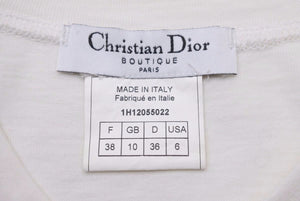 Christian Dior
BOUTIQUE
PARIS
MADE IN ITALY
Fabriqué en Italie
1H12055022
F GB D USA
38 10 36 6